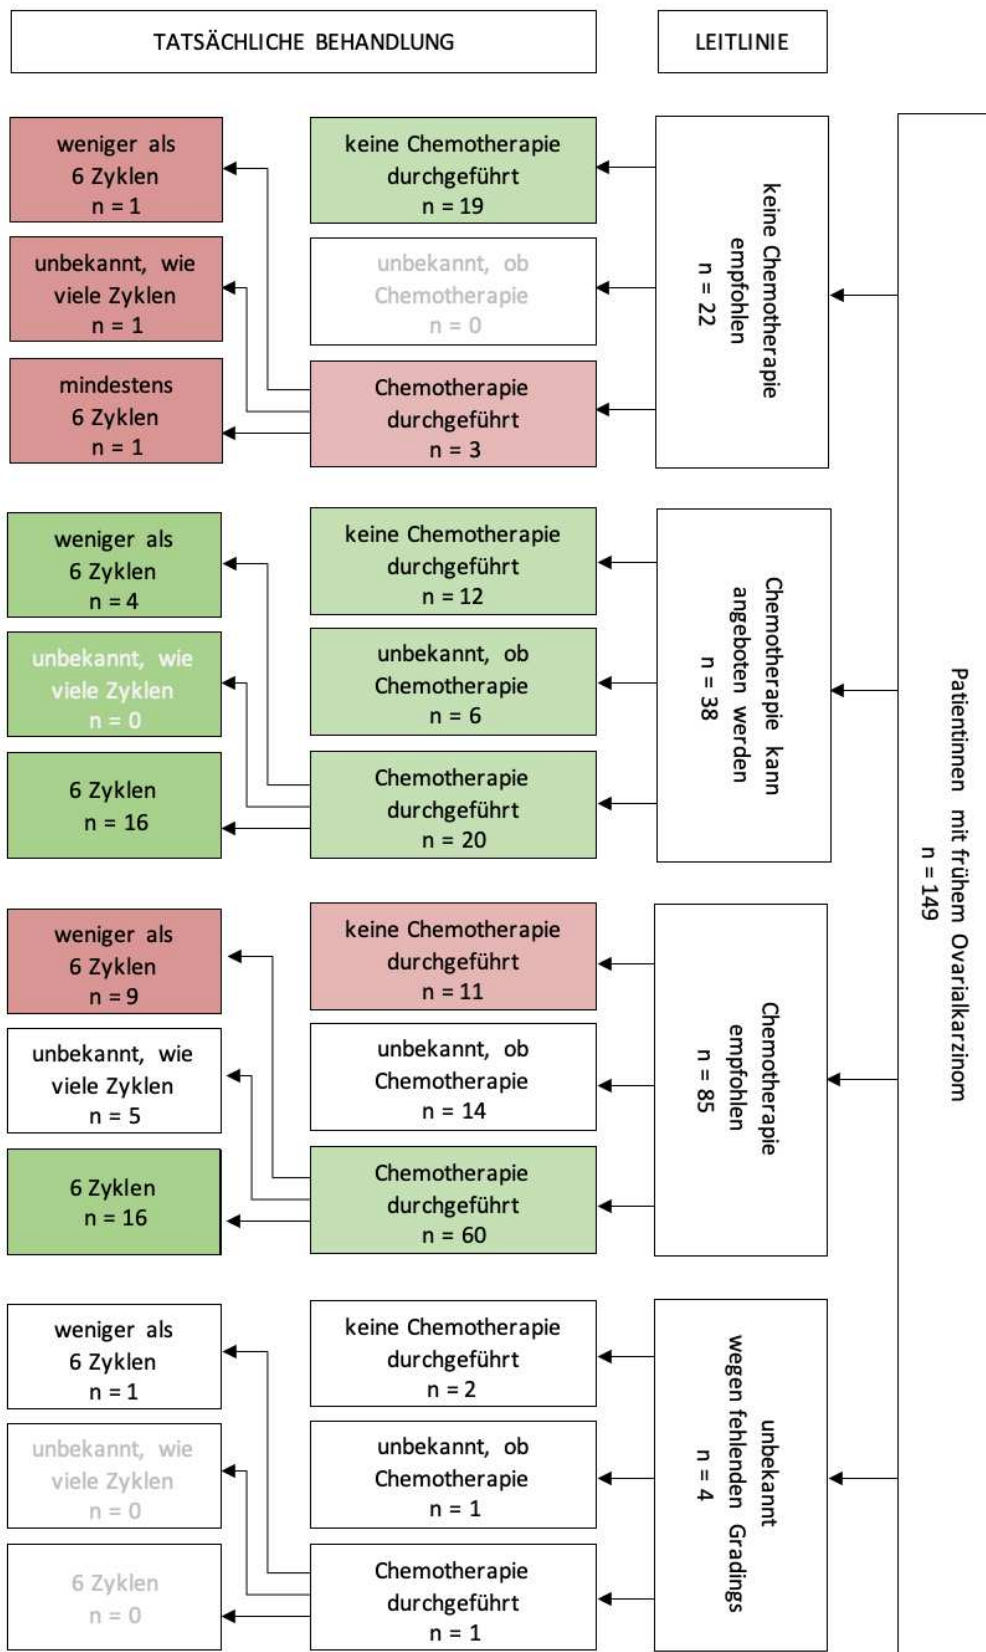 TATSÄCHLICHE BEHANDLUNG
LEITLINIE
Patientinnen mit frühem Ovarialkarzinom
n = 149
keine Chemotherapie
empfohlen
n = 22
keine Chemotherapie
durchgeführt
n = 19
unbekannt, ob
Chemotherapie
n = 0
Chemotherapie
durchgeführt
n = 3
weniger als
6 Zyklen
n = 1
unbekannt, wie
viele Zyklen
n = 1
mindestens
6 Zyklen
n = 1
Chemotherapie kann
angeboten werden
n = 38
keine Chemotherapie
durchgeführt
n = 12
unbekannt, ob
Chemotherapie
n = 6
Chemotherapie
durchgeführt
n = 20
weniger als
6 Zyklen
n = 4
unbekannt, wie
viele Zyklen
n = 0
6 Zyklen
n = 16
Chemotherapie
empfohlen
n = 85
keine Chemotherapie
durchgeführt
n = 11
unbekannt, ob
Chemotherapie
n = 14
Chemotherapie
durchgeführt
n = 60
weniger als
6 Zyklen
n = 9
unbekannt, wie
viele Zyklen
n = 5
6 Zyklen
n = 16
unbekannt
wegen fehlenden Gradings
n = 4
keine Chemotherapie
durchgeführt
n = 2
unbekannt, ob
Chemotherapie
n = 1
Chemotherapie
durchgeführt
n = 1
weniger als
6 Zyklen
n = 1
unbekannt, wie
viele Zyklen
n = 0
6 Zyklen
n = 0